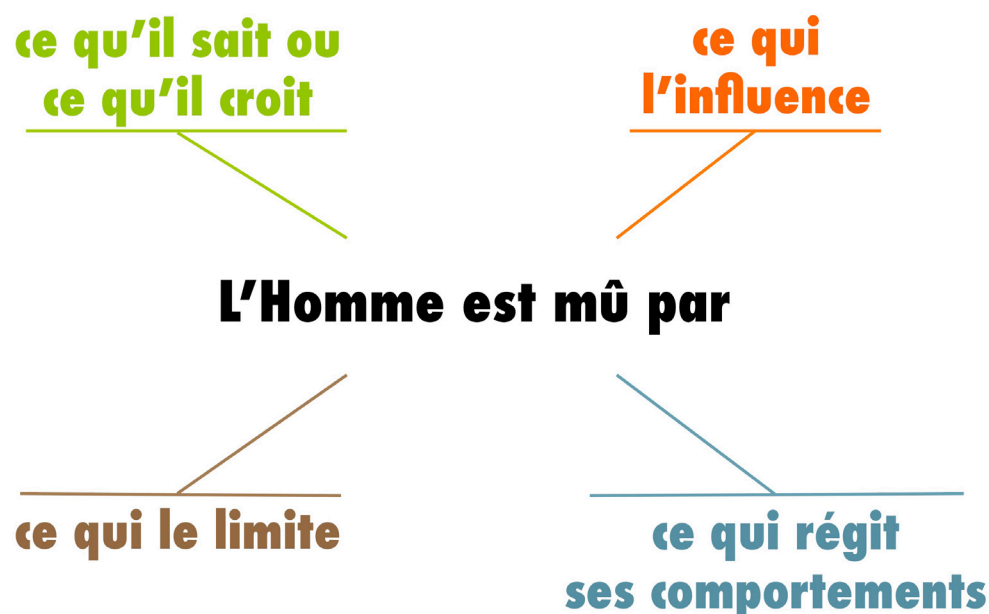 ce qu’il sait ou
ce qu’il croit
ce qui
l’influence
L’Homme est mû par
ce qui le limite
ce qui régit
ses comportements